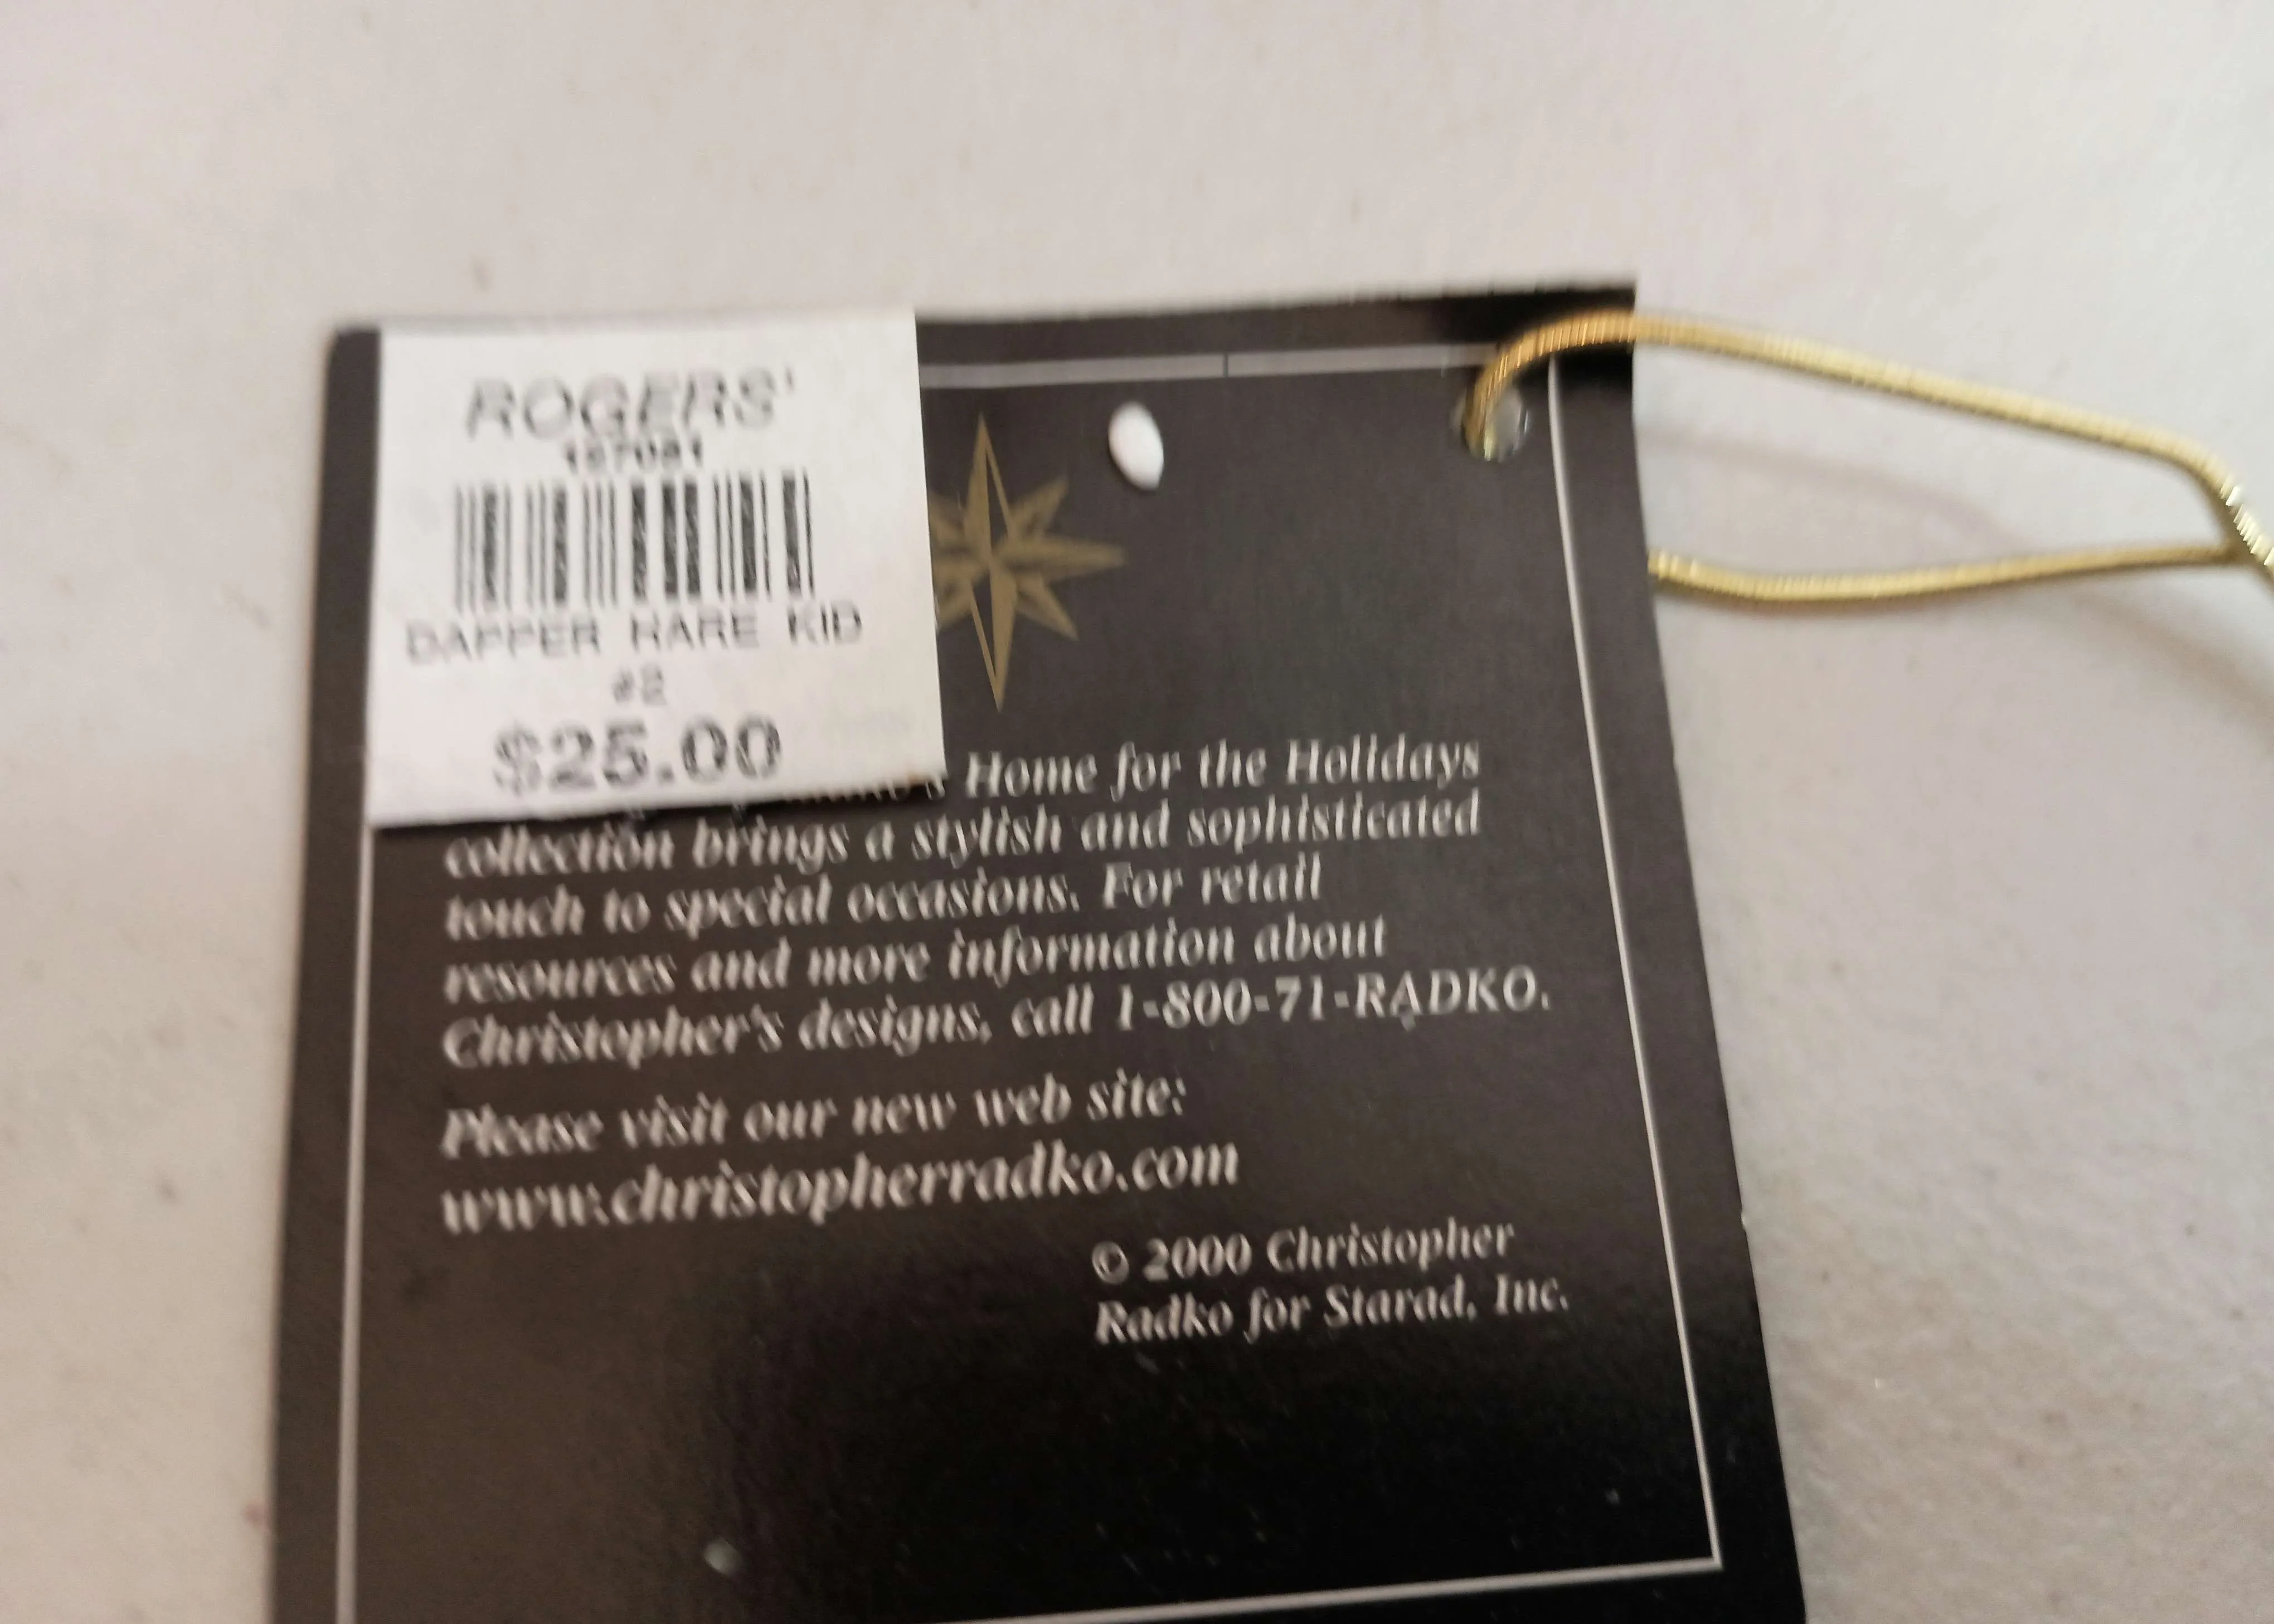 ROGERS'
DAPPER HARE KID
#2
$25.00
Home for the Holidays
collection brings a stylish and sophisticated
touch to special occasions. For retail
resources and more information about
Christopher's designs, call 1-800-71-RADKO.
Please visit our new web site:
www.christopherradko.com
© 2000 Christopher
Radko for Starad, Inc.